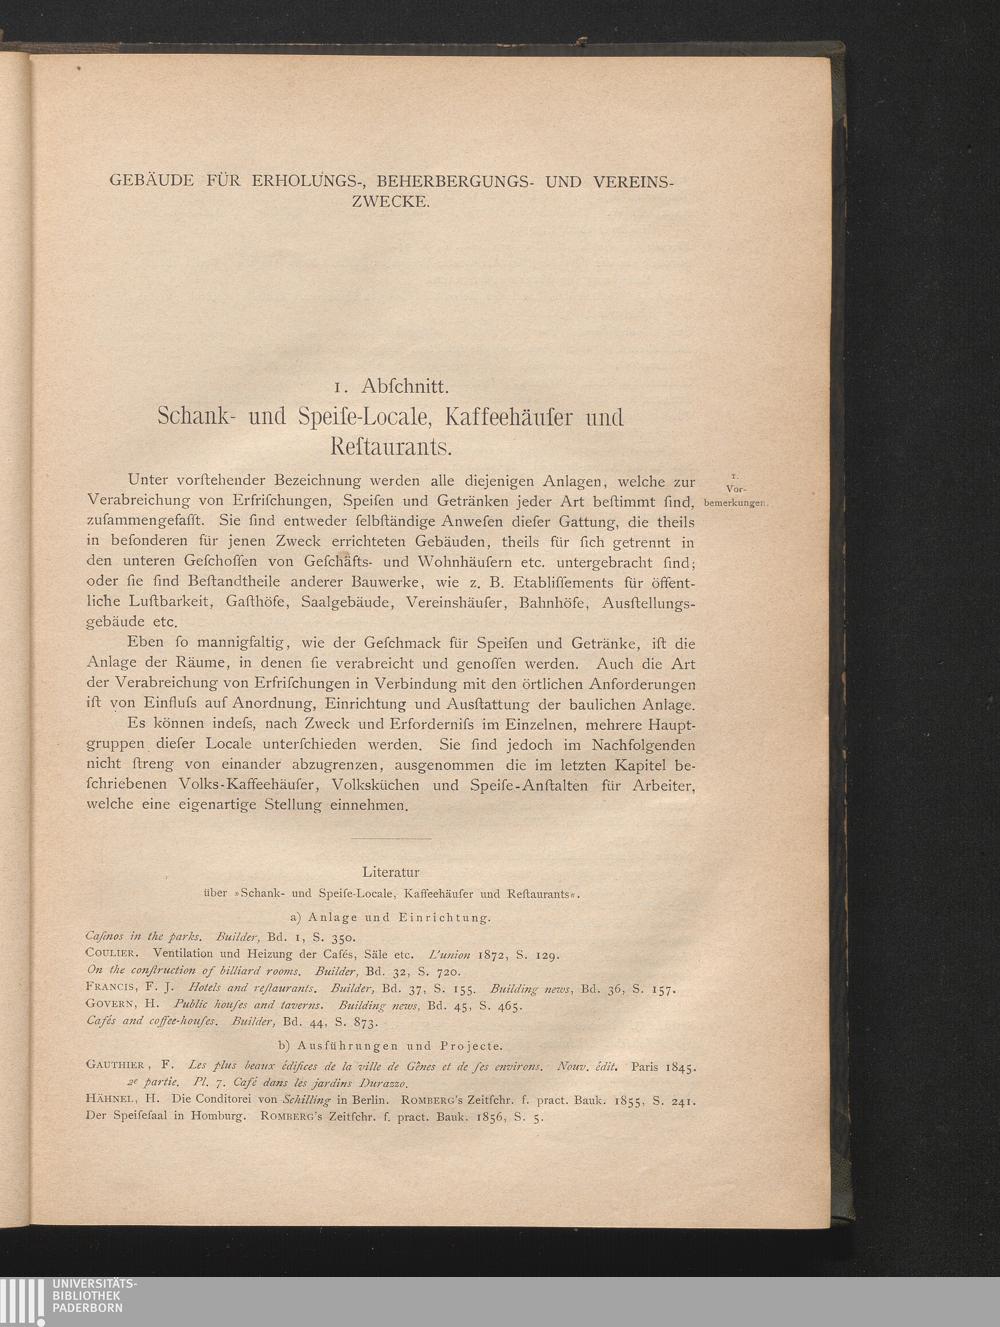 GEBÄUDE FÜR ERHOLUNGS-, BEHERBERGUNGS- UND VEREINS-
ZWECKE.
1. Abſchnitt.
Schank- und Speiſe-Locale, Kaffeehäuſer und
Reſtaurants.
1.
Vor-
bemerkungen.
Unter vorſtehender Bezeichnung werden alle diejenigen Anlagen, welche zur
Verabreichung von Erfriſchungen, Speiſen und Getränken jeder Art beſtimmt ſind,
zuſammengefaſſt. Sie ſind entweder ſelbſtändige Anweſen dieſer Gattung, die theils
in beſonderen für jenen Zweck errichteten Gebäuden, theils für ſich getrennt in
den unteren Geſchoſſen von Geſchäfts- und Wohnhäuſern etc. untergebracht ſind;
oder ſie ſind Beſtandtheile anderer Bauwerke, wie z. B. Etabliſſements für öffent-
liche Luſtbarkeit, Gaſthöfe, Saalgebäude, Vereinshäuſer, Bahnhöfe, Ausſtellungs-
gebäude etc.
Eben ſo mannigfaltig, wie der Geſchmack für Speiſen und Getränke, iſt die
Anlage der Räume, in denen ſie verabreicht und genoſſen werden. Auch die Art
der Verabreichung von Erfriſchungen in Verbindung mit den örtlichen Anforderungen
iſt von Einfluſs auf Anordnung, Einrichtung und Ausſtattung der baulichen Anlage.
Es können indeſs, nach Zweck und Erforderniſs im Einzelnen, mehrere Haupt-
gruppen dieſer Locale unterſchieden werden. Sie ſind jedoch im Nachfolgenden
nicht ſtreng von einander abzugrenzen, ausgenommen die im letzten Kapitel be-
ſchriebenen Volks-Kaffeehäuſer, Volksküchen und Speiſe-Anſtalten für Arbeiter,
welche eine eigenartige Stellung einnehmen.
Literatur
über »Schank- und Speiſe-Locale, Kaffeehäuſer und Reſtaurants«.
a) Anlage und Einrichtung.
Caſinos in the parks. Builder, Bd. 1, S. 350.
COULIER. Ventilation und Heizung der Cafés, Säle etc. L'union 1872, S. 129.
On the conſtruction of billiard rooms. Builder, Bd. 32, S. 720.
FRANCIS, F. J. Hotels and reſtaurants. Builder, Bd. 37, S. 155. Building news, Bd. 36, S. 157.
GOVERN, H. Public houſes and taverns. Building news, Bd. 45, S. 465.
Cafés and coffee-houſes. Builder, Bd. 44, S. 873.
b) Ausführungen und Projecte.
GAUTHIER, F. Les plus beaux édifices de la ville de Gênes et de ſes environs. Nouv. édit. Paris 1845.
2e partie. Pl. 7. Café dans les jardins Durazzo.
HÄHNEL, H. Die Conditorei von Schilling in Berlin. ROMBERG's Zeitſchr. f. pract. Bauk. 1855, S. 241.
Der Speiſeſaal in Homburg. ROMBERG's Zeitſchr. f. pract. Bauk. 1856, S. 5.
UNIVERSITÄTS-
BIBLIOTHEK
PADERBORN